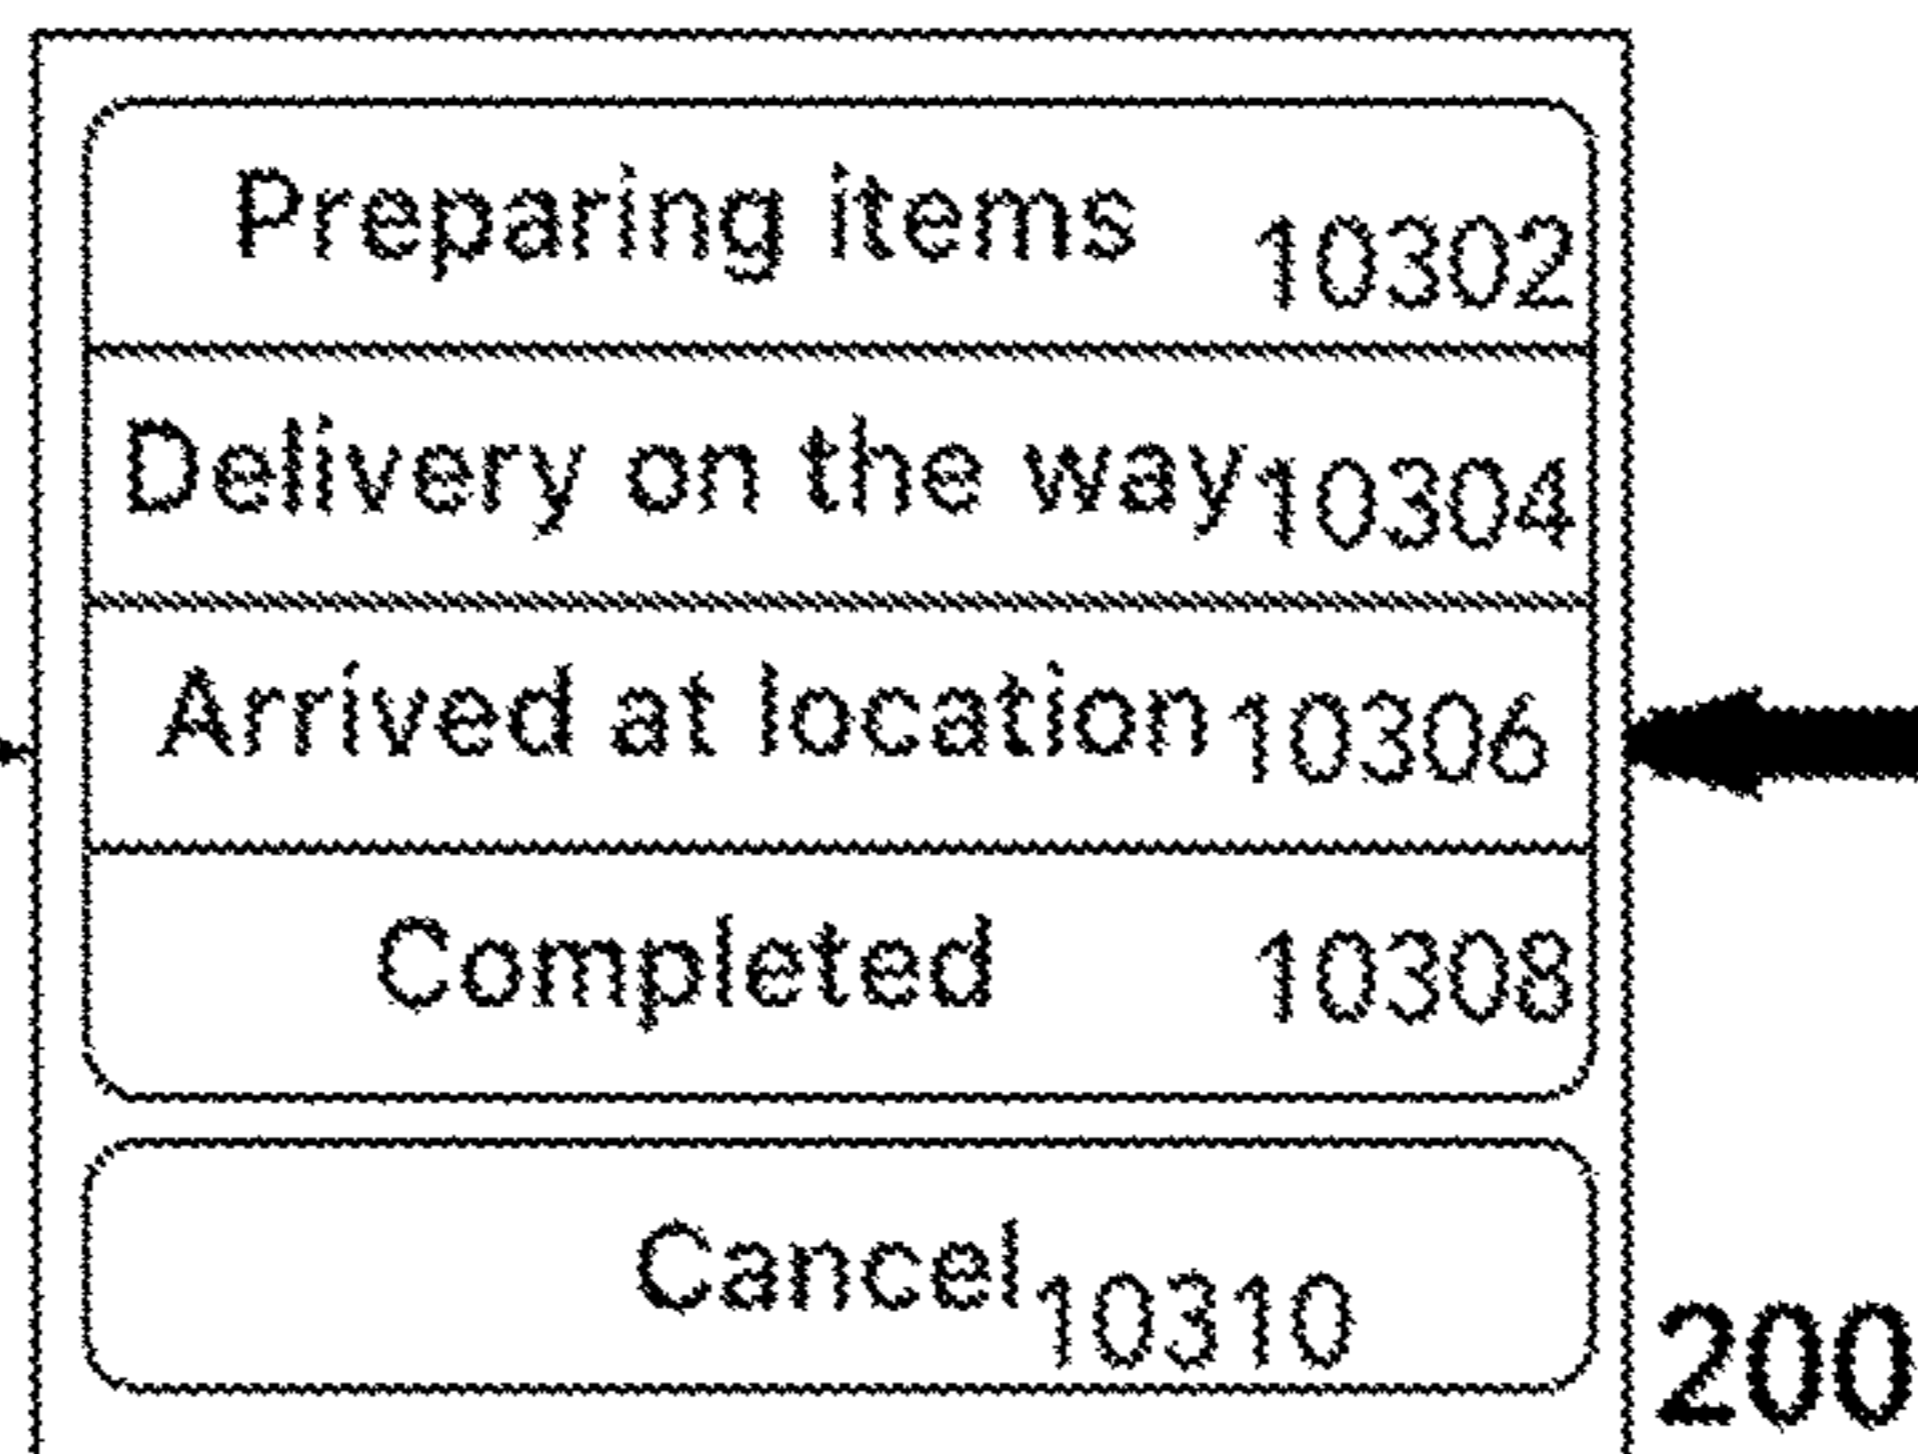 Preparing items 10302
Delivery on the way 10304
Arrived at location 10306
Completed 10308
Cancel 10310
200